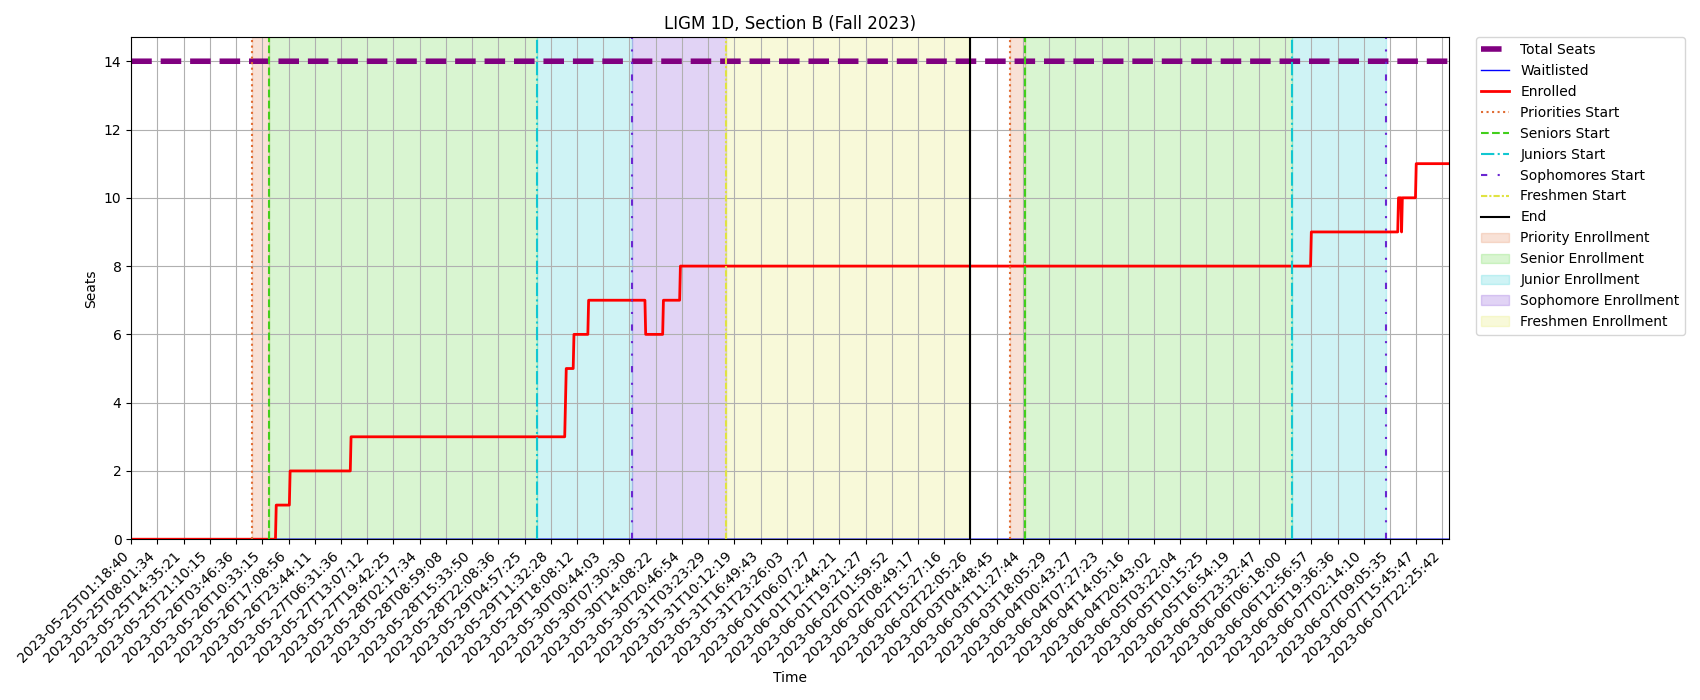 LIGM 1D, Section B (Fall 2023)
Seats
14
12
10
8
6
4
2
0
2023-05-25T01:18:40
2023-05-25T08:01:34
2023-05-25T14:35:21
2023-05-25T21:10:15
2023-05-26T03:46:36
2023-05-26T10:33:15
2023-05-26T17:08:56
2023-05-26T23:44:11
2023-05-27T06:31:36
2023-05-27T13:07:12
2023-05-27T19:42:25
2023-05-28T02:17:34
2023-05-28T08:59:08
2023-05-28T15:33:50
2023-05-28T22:08:36
2023-05-29T04:57:25
2023-05-29T11:32:28
2023-05-29T18:08:12
2023-05-30T00:44:03
2023-05-30T07:30:30
2023-05-30T14:08:22
2023-05-30T20:46:54
2023-05-31T03:23:29
2023-05-31T10:12:19
2023-05-31T16:49:43
2023-05-31T23:26:03
2023-06-01T06:07:27
2023-06-01T12:44:21
2023-06-01T19:21:27
2023-06-02T01:59:52
2023-06-02T08:49:17
2023-06-02T15:27:16
2023-06-02T22:05:26
2023-06-03T04:48:45
2023-06-03T11:27:44
2023-06-03T18:05:29
2023-06-04T00:43:27
2023-06-04T07:27:23
2023-06-04T14:05:16
2023-06-04T20:43:02
2023-06-05T03:22:04
2023-06-05T10:15:25
2023-06-05T16:54:19
2023-06-05T23:32:47
2023-06-06T06:18:00
2023-06-06T12:56:57
2023-06-06T19:36:36
2023-06-07T02:14:10
2023-06-07T09:05:35
2023-06-07T15:45:47
2023-06-07T22:25:42
Time
Total Seats
Waitlisted
Enrolled
Priorities Start
Seniors Start
Juniors Start
Sophomores Start
Freshmen Start
End
Priority Enrollment
Senior Enrollment
Junior Enrollment
Sophomore Enrollment
Freshmen Enrollment